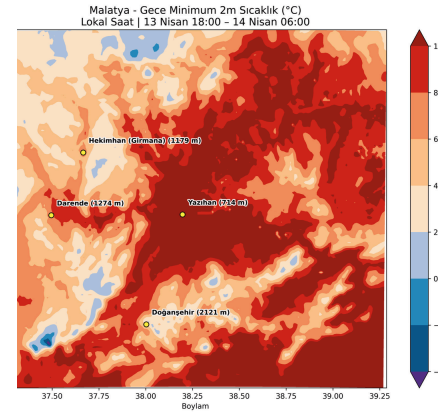 Malatya - Gece Minimum 2m Sıcaklık (°C)
Lokal Saat | 13 Nisan 18:00 – 14 Nisan 06:00
Hekimhan (Girmana) (1179 m)
Darende (1274 m)
Yazıhan (714 m)
Doğanşehir (2121 m)
8
6
4
2
0
37.50 37.75 38.00 38.25 38.50 38.75 39.00 39.25
Boylam